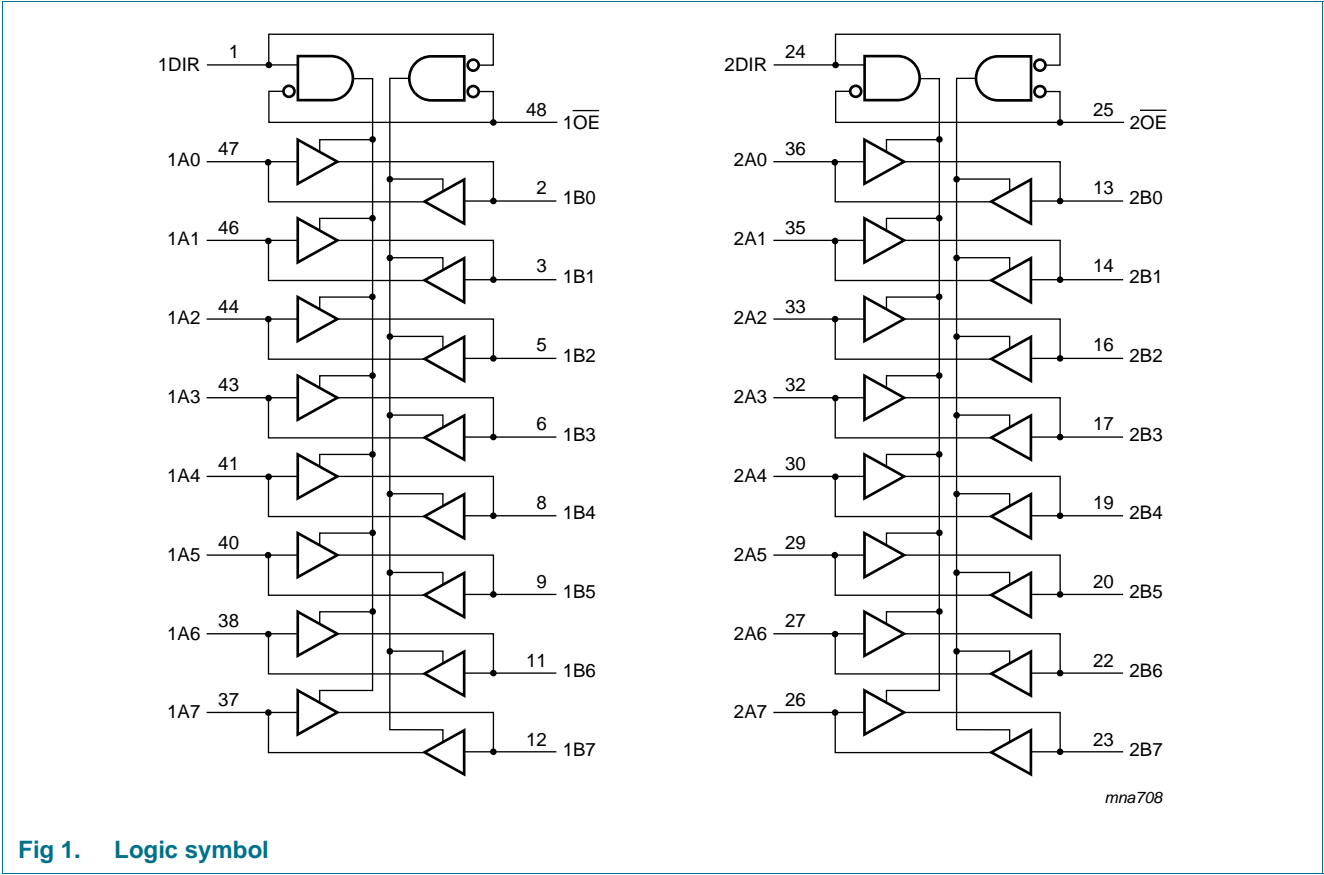 1DIR 1 24 2DIR
48 1OE 25 2OE
1A0 47 2A0 36
2 1B0 13 2B0
1A1 46 2A1 35
3 1B1 14 2B1
1A2 44 2A2 33
5 1B2 16 2B2
1A3 43 2A3 32
6 1B3 17 2B3
1A4 41 2A4 30
8 1B4 19 2B4
1A5 40 2A5 29
9 1B5 20 2B5
1A6 38 2A6 27
11 1B6 22 2B6
1A7 37 2A7 26
12 1B7 23 2B7
mna708
Fig 1. Logic symbol